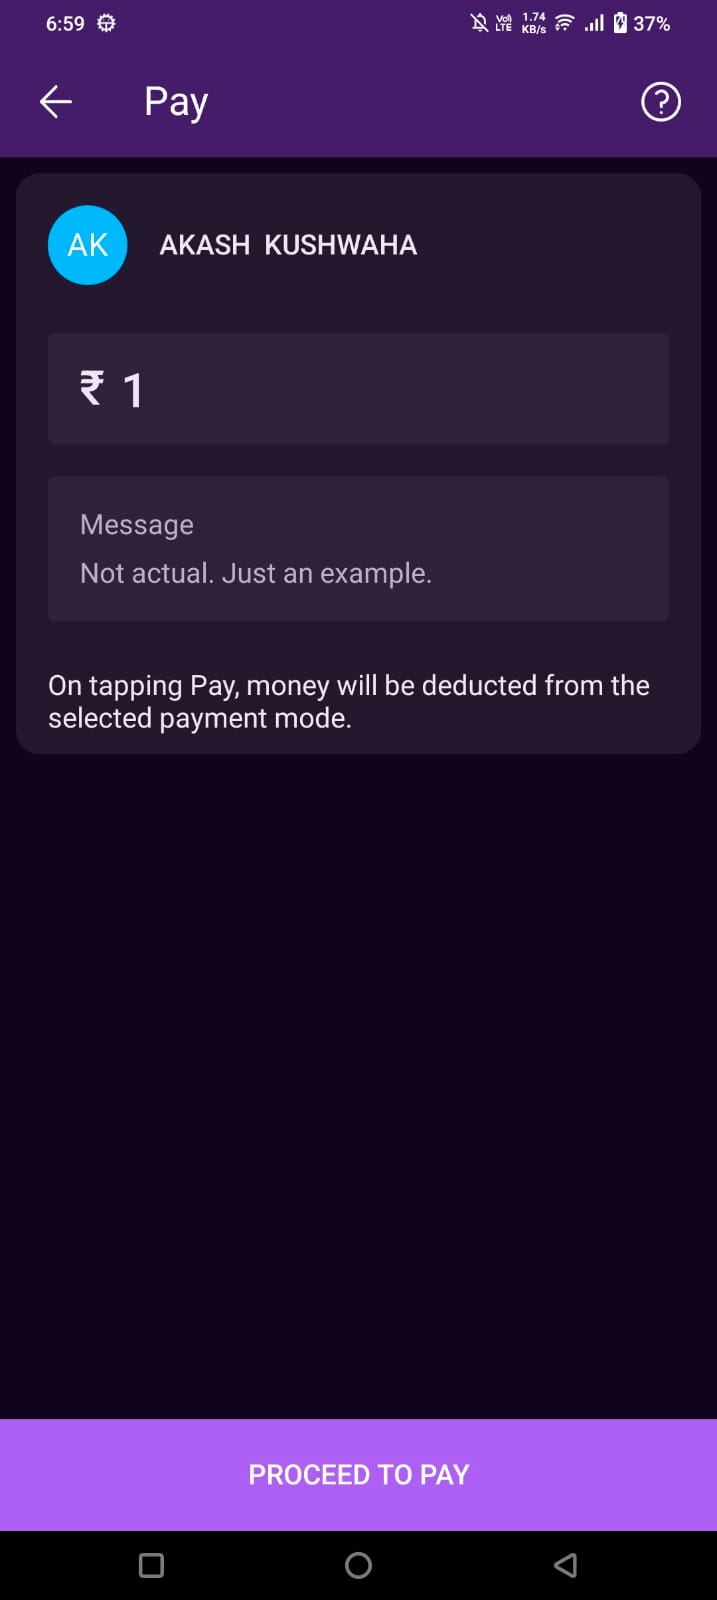 6:59
Vo) LTE 1.74 KB/s 37%
Pay
AK AKASH KUSHWAHA
₹ 1
Message
Not actual. Just an example.
On tapping Pay, money will be deducted from the
selected payment mode.
PROCEED TO PAY